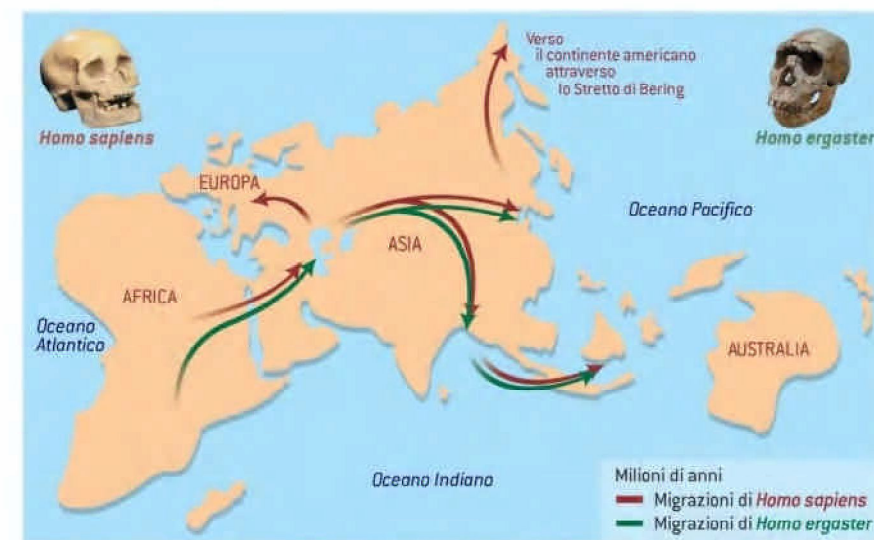 Verso
il continente americano
attraverso
lo Stretto di Bering
Homo sapiens
Homo ergaster
EUROPA
Oceano Pacifico
ASIA
AFRICA
Oceano
Atlantico
AUSTRALIA
Oceano Indiano
Milioni di anni
Migrazioni di Homo sapiens
Migrazioni di Homo ergaster